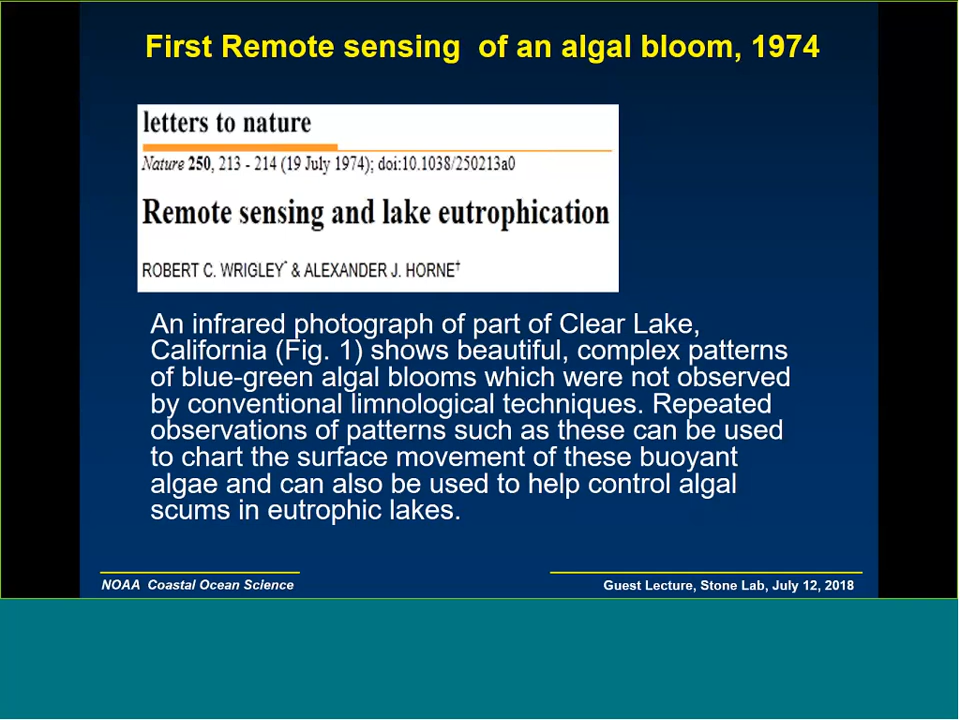 First Remote sensing of an algal bloom, 1974
letters to nature
Nature 250, 213 - 214 (19 July 1974); doi:10.1038/250213a0
Remote sensing and lake eutrophication
ROBERT C. WRIGLEY* & ALEXANDER J. HORNE†
An infrared photograph of part of Clear Lake,
California (Fig. 1) shows beautiful, complex patterns
of blue-green algal blooms which were not observed
by conventional limnological techniques. Repeated
observations of patterns such as these can be used
to chart the surface movement of these buoyant
algae and can also be used to help control algal
scums in eutrophic lakes.
NOAA Coastal Ocean Science
Guest Lecture, Stone Lab, July 12, 2018